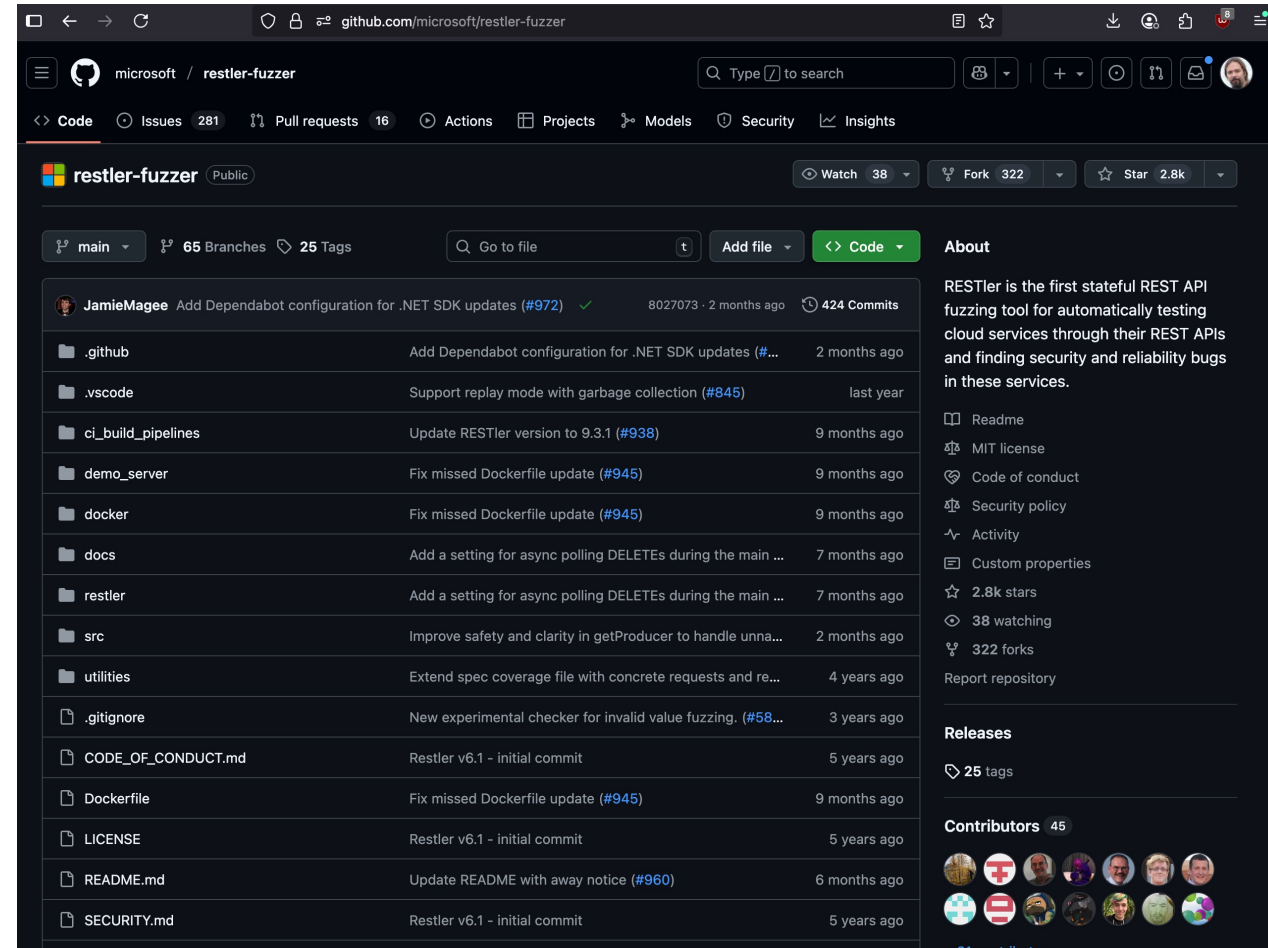 github.com/microsoft/restler-fuzzer
8
microsoft / restler-fuzzer
Type / to search
<> Code
Issues 281
Pull requests 16
Actions
Projects
Models
Security
Insights
restler-fuzzer Public
Watch 38
Fork 322
Star 2.8k
main
65 Branches
25 Tags
Go to file t
Add file
<> Code
JamieMagee Add Dependabot configuration for .NET SDK updates (#972) 8027073 · 2 months ago 424 Commits
.github Add Dependabot configuration for .NET SDK updates (#... 2 months ago
.vscode Support replay mode with garbage collection (#845) last year
ci_build_pipelines Update RESTler version to 9.3.1 (#938) 9 months ago
demo_server Fix missed Dockerfile update (#945) 9 months ago
docker Fix missed Dockerfile update (#945) 9 months ago
docs Add a setting for async polling DELETEs during the main ... 7 months ago
restler Add a setting for async polling DELETEs during the main ... 7 months ago
src Improve safety and clarity in getProducer to handle unna... 2 months ago
utilities Extend spec coverage file with concrete requests and re... 4 years ago
.gitignore New experimental checker for invalid value fuzzing. (#58... 3 years ago
CODE_OF_CONDUCT.md Restler v6.1 - initial commit 5 years ago
Dockerfile Fix missed Dockerfile update (#945) 9 months ago
LICENSE Restler v6.1 - initial commit 5 years ago
README.md Update README with away notice (#960) 6 months ago
SECURITY.md Restler v6.1 - initial commit 5 years ago
About
RESTler is the first stateful REST API
fuzzing tool for automatically testing
cloud services through their REST APIs
and finding security and reliability bugs
in these services.
Readme
MIT license
Code of conduct
Security policy
Activity
Custom properties
2.8k stars
38 watching
322 forks
Report repository
Releases
25 tags
Contributors 45